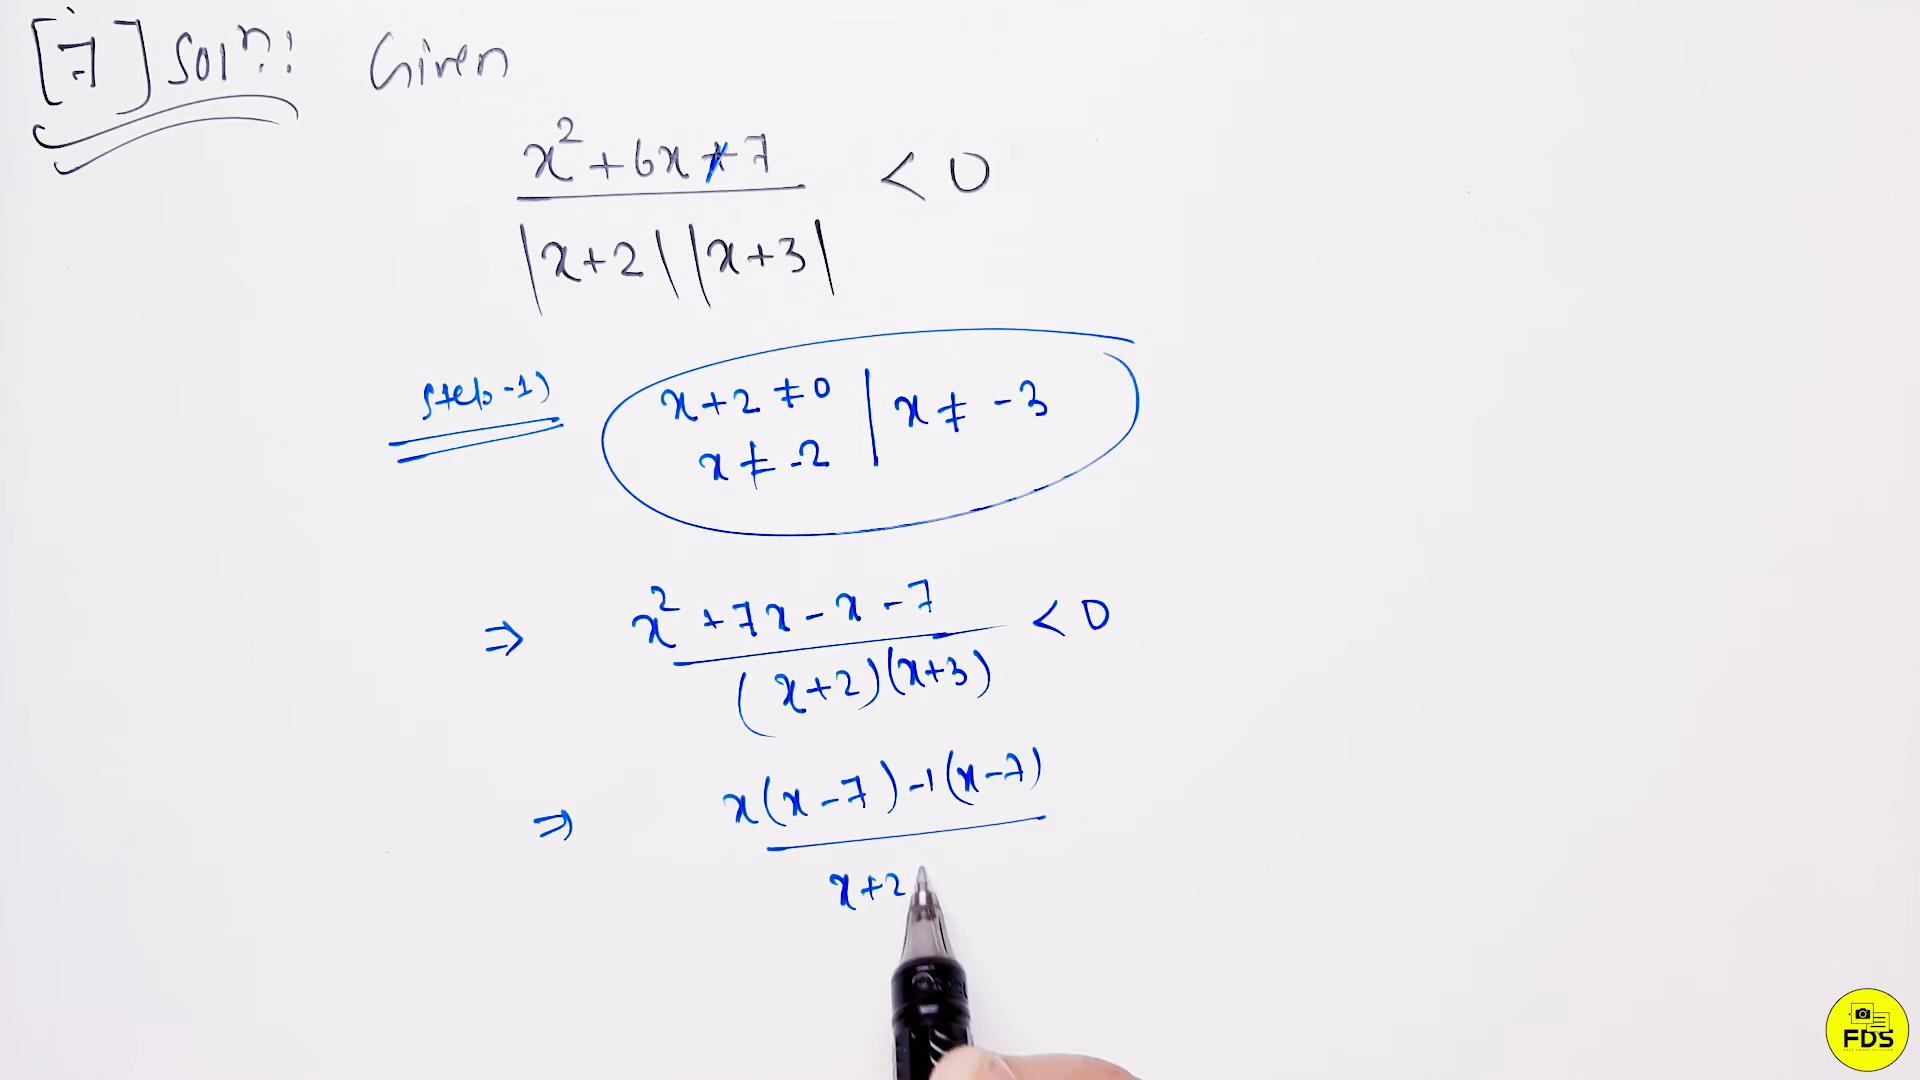 [7] Solⁿ: Given
x² + 6x - 7 < 0
|x+2| |x+3|
Step-1) x+2 ≠ 0 | x ≠ -3
x ≠ -2
⇒ x² + 7x - x - 7 < 0
(x+2)(x+3)
⇒ x(x-7) -1(x-7)
x+2
FDS